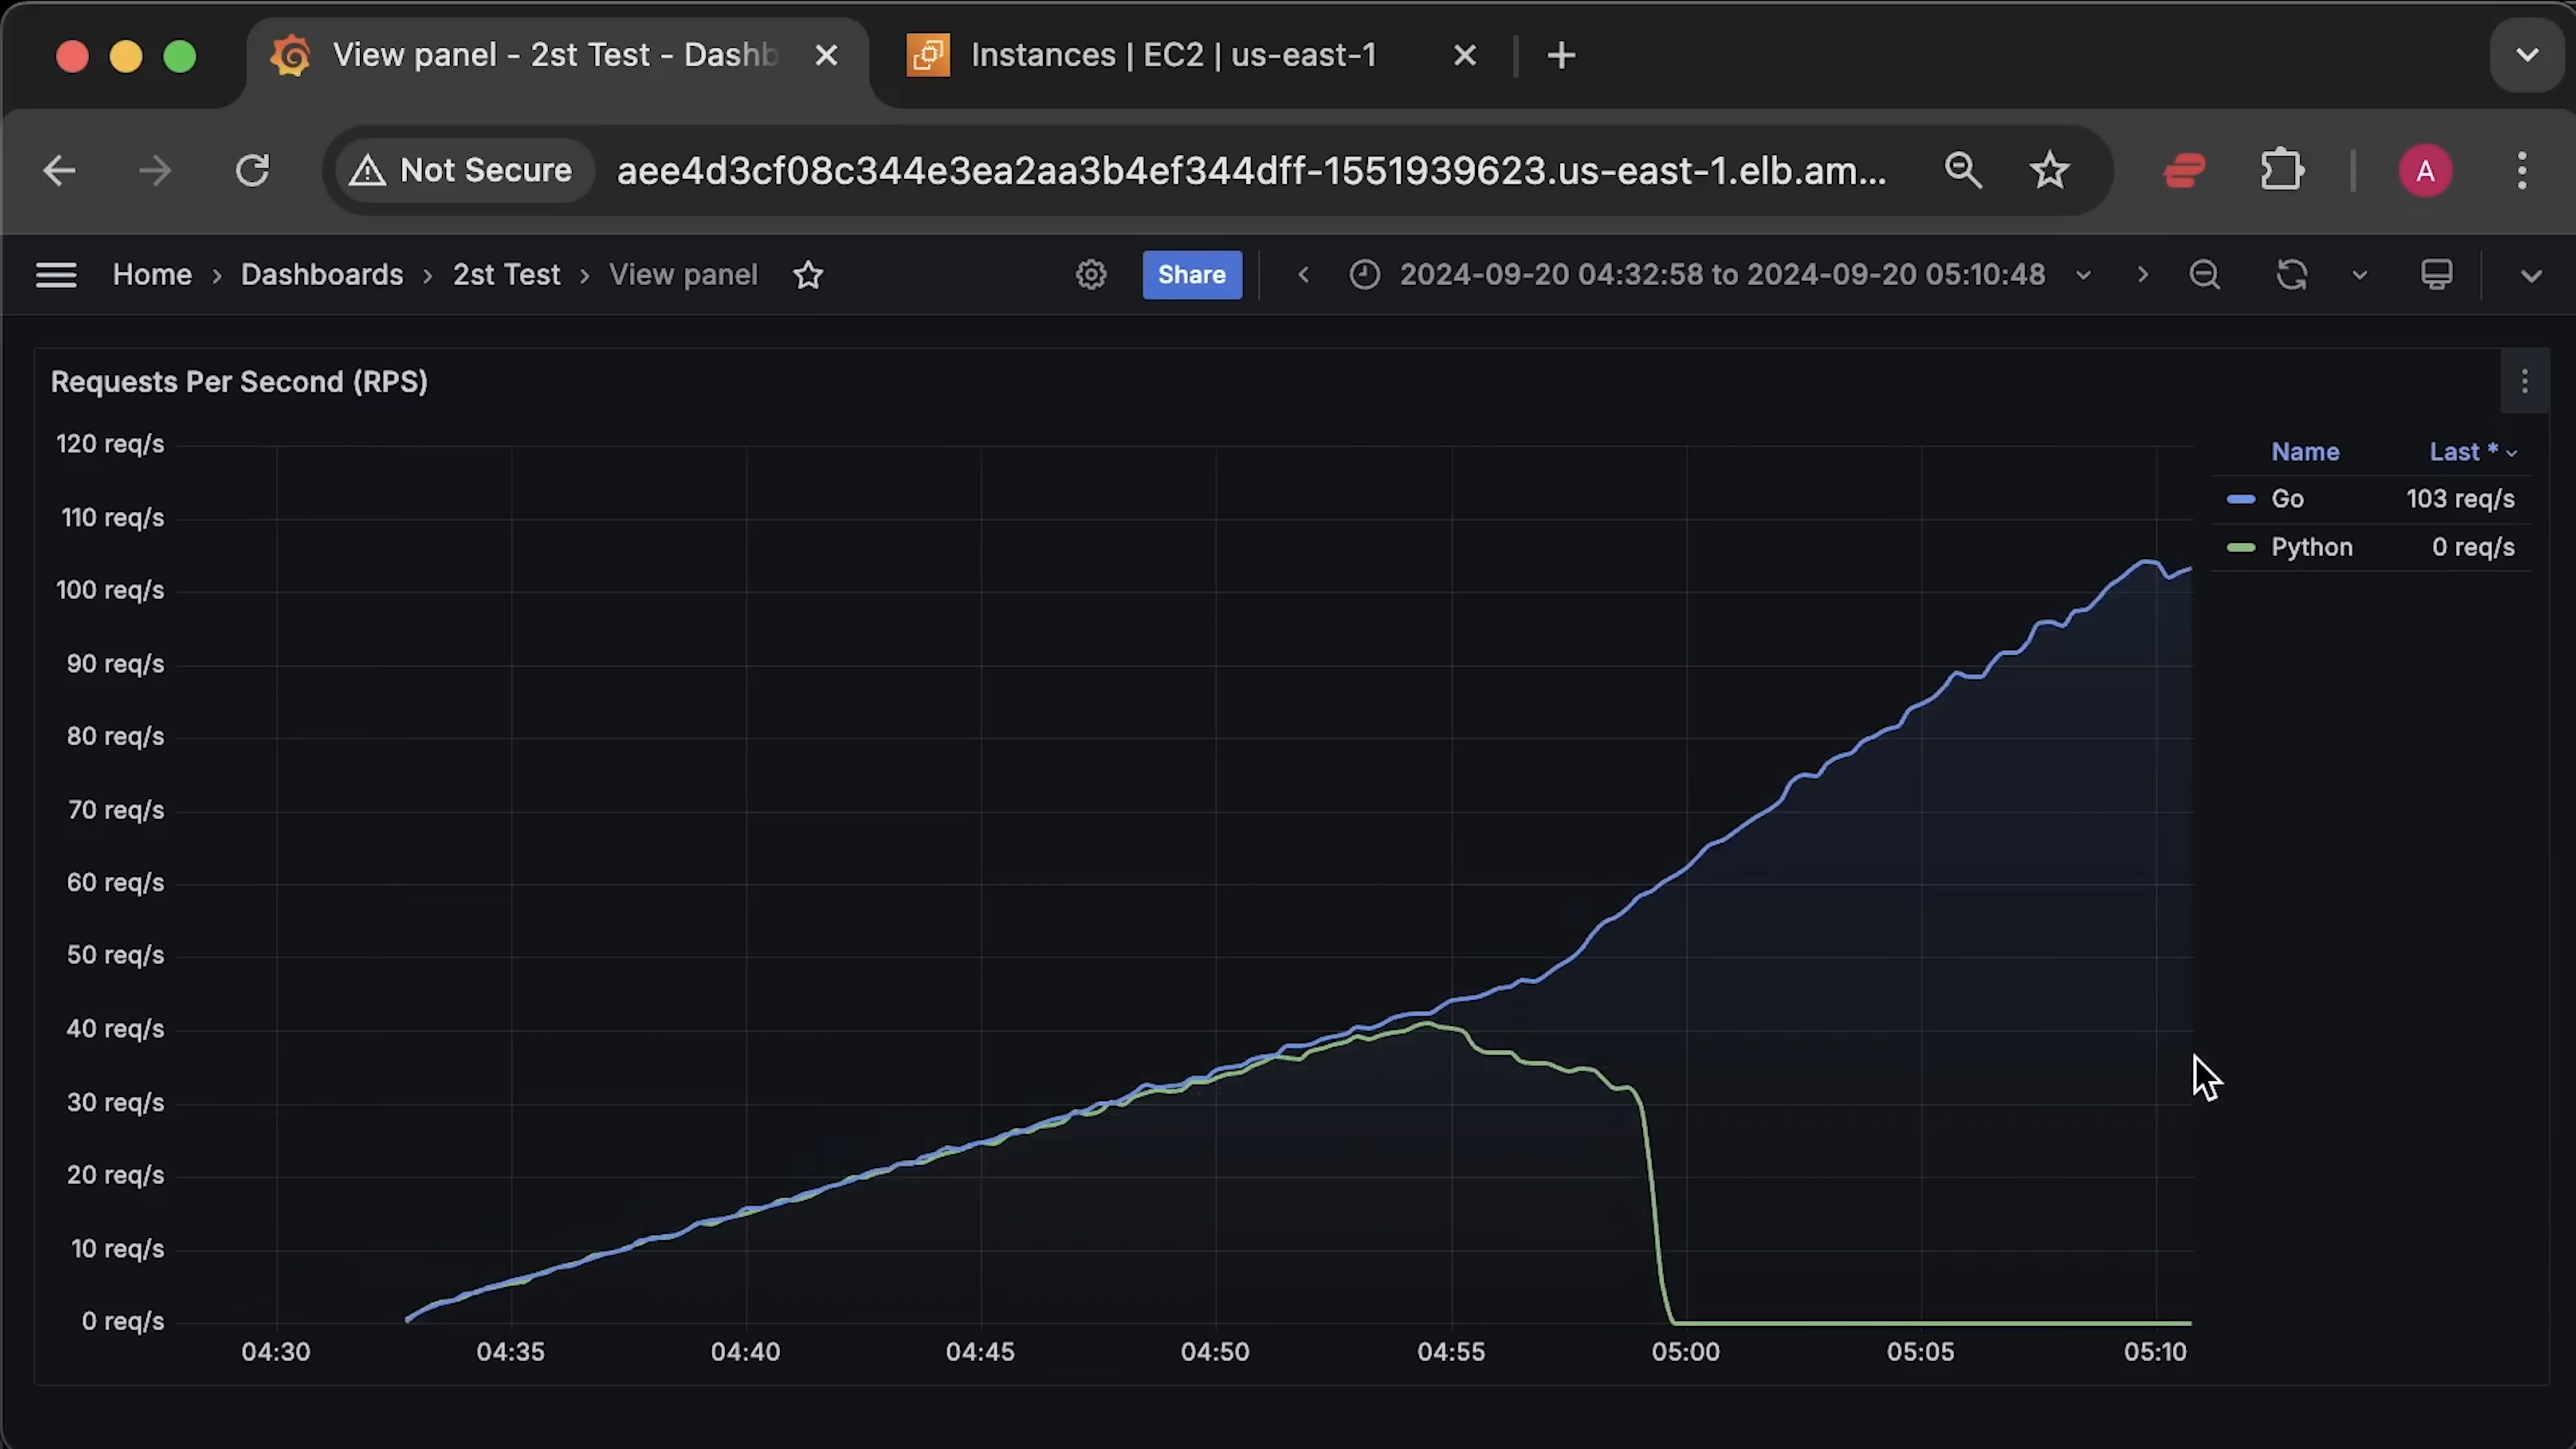 View panel - 2st Test - Dashb
Instances | EC2 | us-east-1
Not Secure
aee4d3cf08c344e3ea2aa3b4ef344dff-1551939623.us-east-1.elb.am...
A
Home › Dashboards › 2st Test › View panel
Share
2024-09-20 04:32:58 to 2024-09-20 05:10:48
Requests Per Second (RPS)
120 req/s
110 req/s
100 req/s
90 req/s
80 req/s
70 req/s
60 req/s
50 req/s
40 req/s
30 req/s
20 req/s
10 req/s
0 req/s
04:30 04:35 04:40 04:45 04:50 04:55 05:00 05:05 05:10
Name Last *
Go 103 req/s
Python 0 req/s